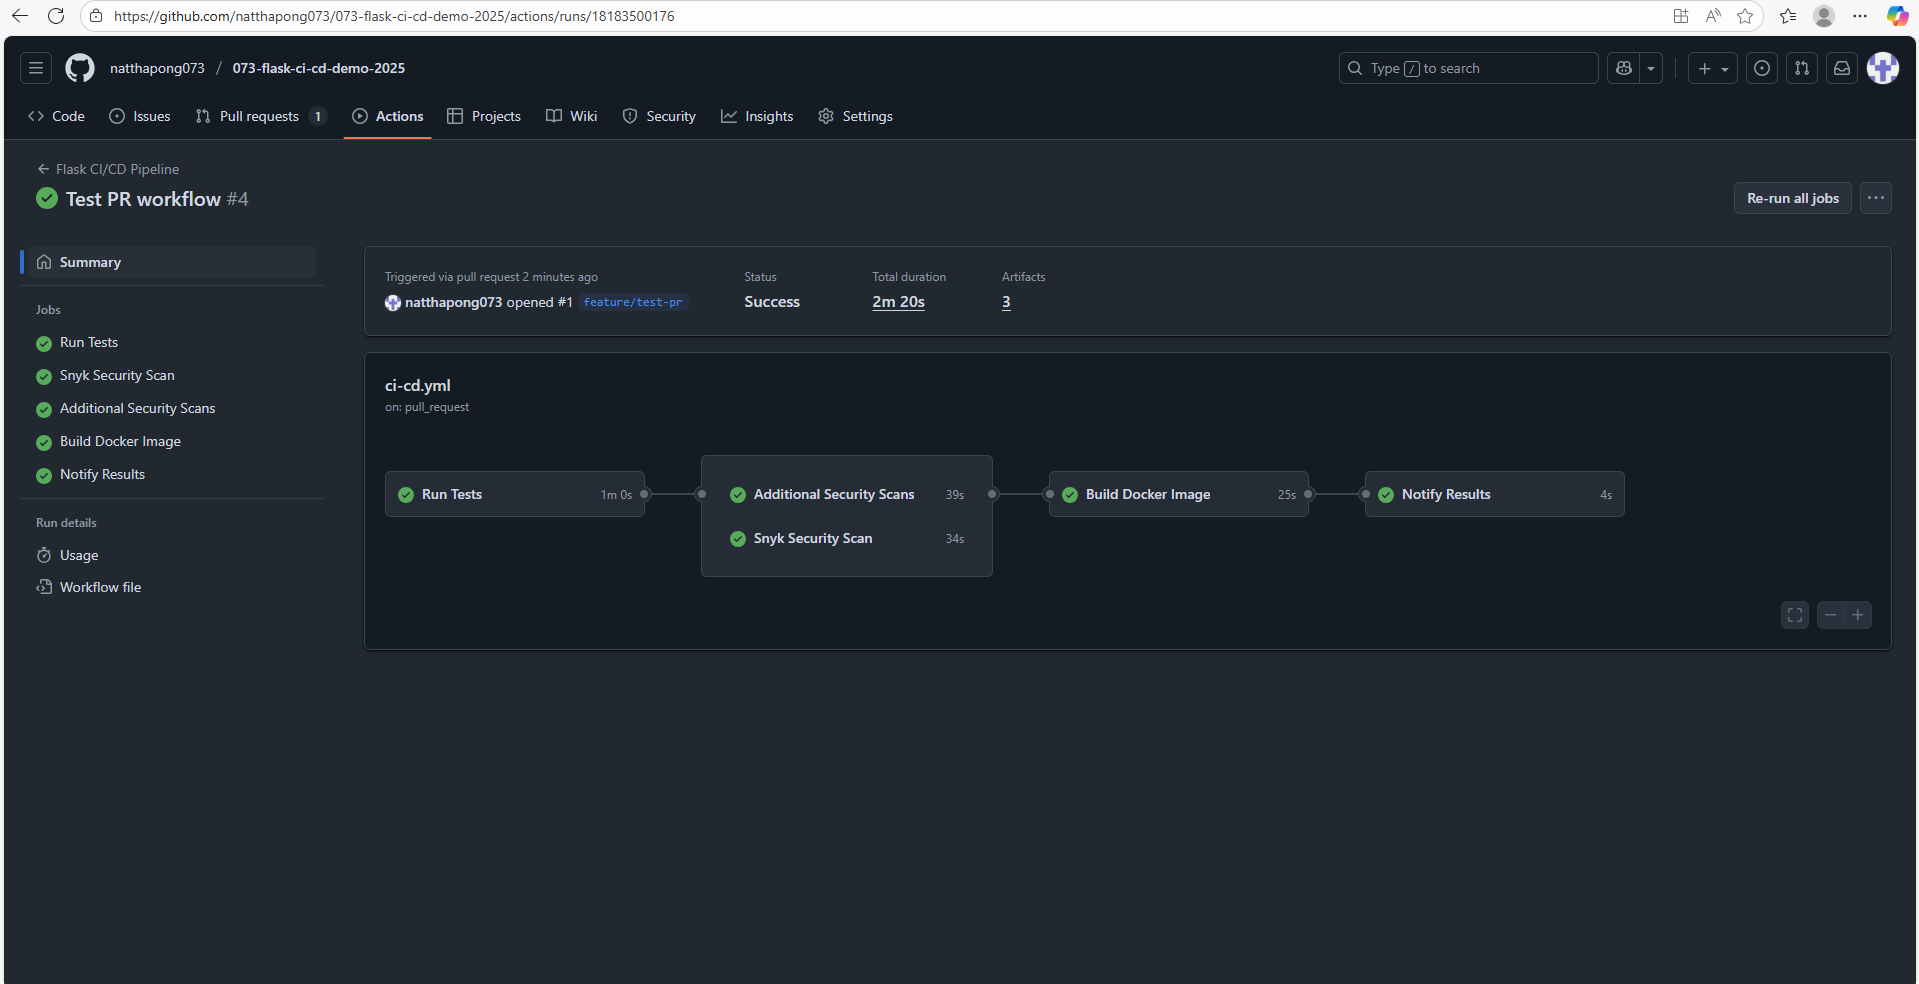 https://github.com/natthapong073/073-flask-ci-cd-demo-2025/actions/runs/18183500176
natthapong073 / 073-flask-ci-cd-demo-2025
Type / to search
Code Issues Pull requests 1 Actions Projects Wiki Security Insights Settings
Flask CI/CD Pipeline
Test PR workflow #4
Re-run all jobs
Summary
Jobs
Run Tests
Snyk Security Scan
Additional Security Scans
Build Docker Image
Notify Results
Run details
Usage
Workflow file
Triggered via pull request 2 minutes ago
natthapong073 opened #1 feature/test-pr
Status
Success
Total duration
2m 20s
Artifacts
3
ci-cd.yml
on: pull_request
Run Tests 1m 0s
Additional Security Scans 39s
Snyk Security Scan 34s
Build Docker Image 25s
Notify Results 4s